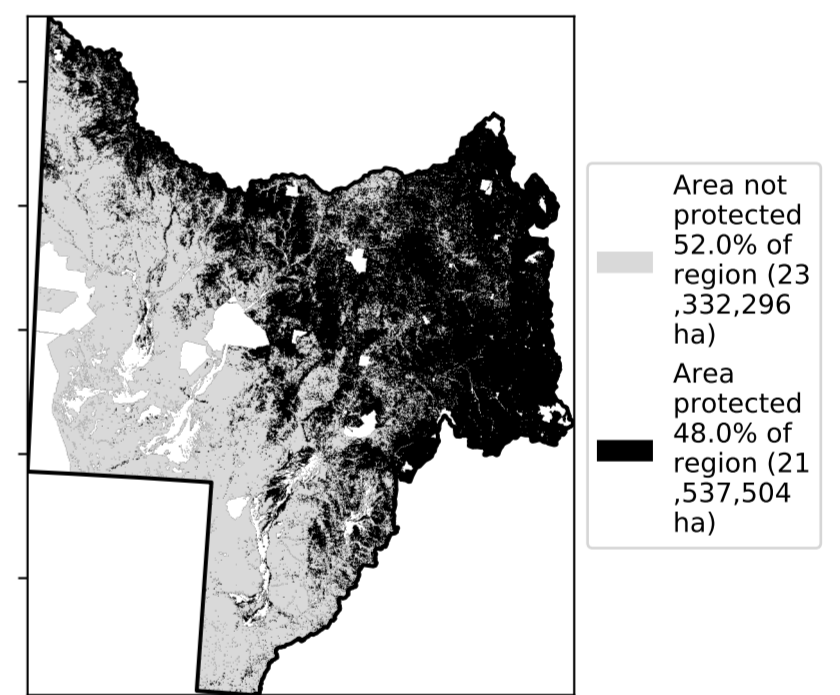 Area not
protected
52.0% of
region (23
,332,296
ha)
Area
protected
48.0% of
region (21
,537,504
ha)